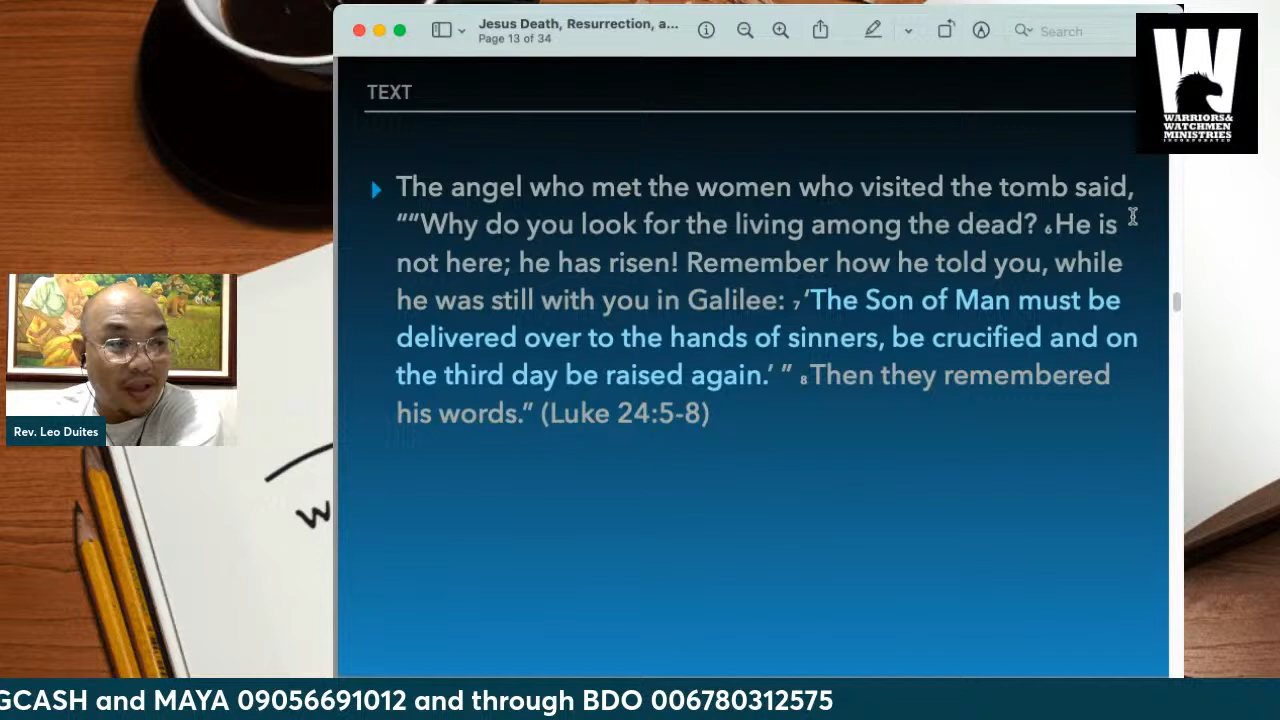 Jesus Death, Resurrection, a...
Page 13 of 34
Search
TEXT
The angel who met the women who visited the tomb said,
““Why do you look for the living among the dead? 6 He is
not here; he has risen! Remember how he told you, while
he was still with you in Galilee: 7 ‘The Son of Man must be
delivered over to the hands of sinners, be crucified and on
the third day be raised again.’ ” 8 Then they remembered
his words.” (Luke 24:5-8)
W
WARRIORS&
WATCHMEN
MINISTRIES
INCORPORATED
Rev. Leo Duites
w
GCASH and MAYA 09056691012 and through BDO 006780312575